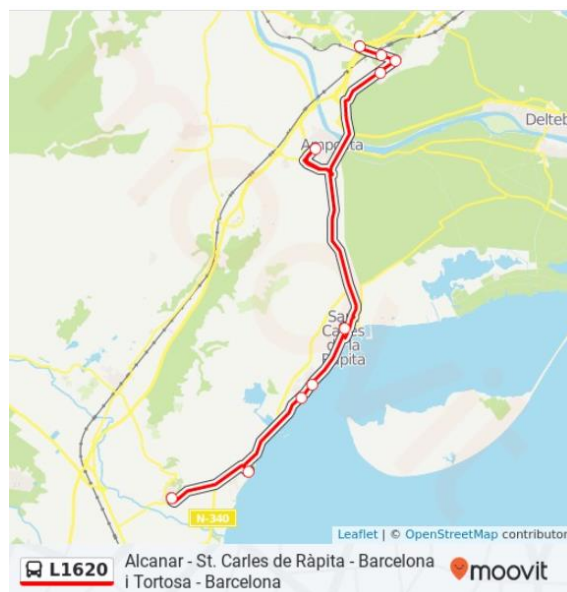 Delteb
Amposta
Sant
Carles
de la
Ràpita
N-340
Leaflet | © OpenStreetMap contributor
L1620
Alcanar - St. Carles de Ràpita - Barcelona
i Tortosa - Barcelona
moovit